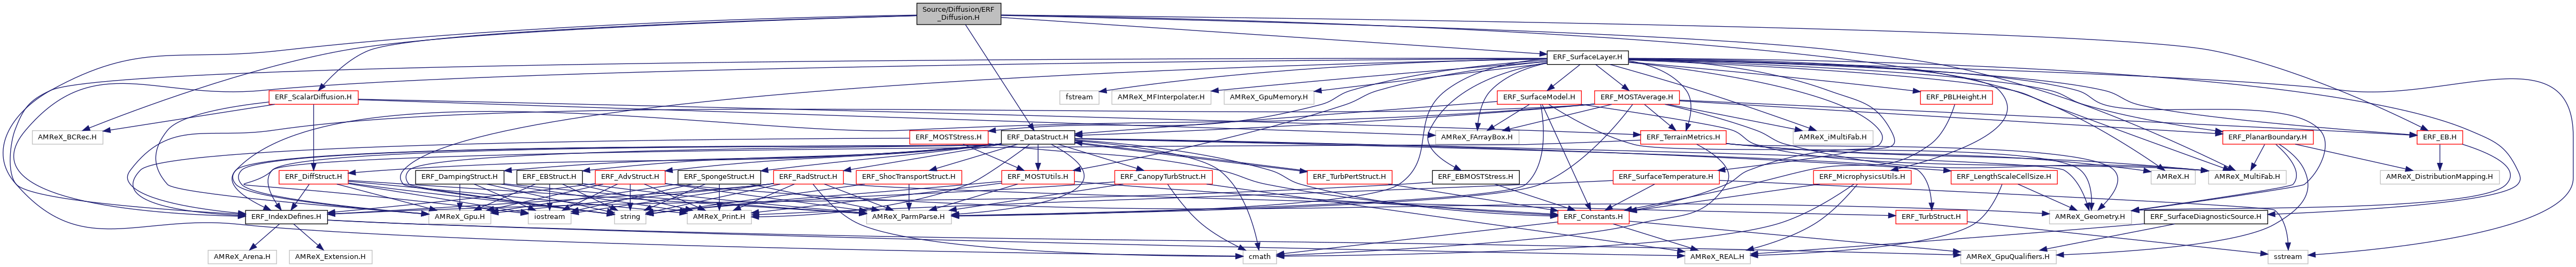 Source/Diffusion/ERF
_Diffusion.H
ERF_SurfaceLayer.H
ERF_ScalarDiffusion.H
fstream
AMReX_MFInterpolater.H
AMReX_GpuMemory.H
ERF_SurfaceModel.H
ERF_MOSTAverage.H
ERF_PBLHeight.H
AMReX_BCRec.H
ERF_MOSTStress.H
ERF_DataStruct.H
AMReX_FArrayBox.H
ERF_TerrainMetrics.H
AMReX_iMultiFab.H
ERF_PlanarBoundary.H
ERF_EB.H
ERF_DiffStruct.H
ERF_DampingStruct.H
ERF_EBStruct.H
ERF_AdvStruct.H
ERF_SpongeStruct.H
ERF_RadStruct.H
ERF_ShocTransportStruct.H
ERF_MOSTUtils.H
ERF_CanopyTurbStruct.H
ERF_TurbPertStruct.H
ERF_EBMOSTStress.H
ERF_SurfaceTemperature.H
ERF_MicrophysicsUtils.H
ERF_LengthScaleCellSize.H
AMReX.H
AMReX_MultiFab.H
AMReX_DistributionMapping.H
ERF_IndexDefines.H
AMReX_Gpu.H
iostream
string
AMReX_Print.H
AMReX_ParmParse.H
ERF_Constants.H
ERF_TurbStruct.H
AMReX_Geometry.H
ERF_SurfaceDiagnosticSource.H
AMReX_Arena.H
AMReX_Extension.H
cmath
AMReX_REAL.H
AMReX_GpuQualifiers.H
sstream